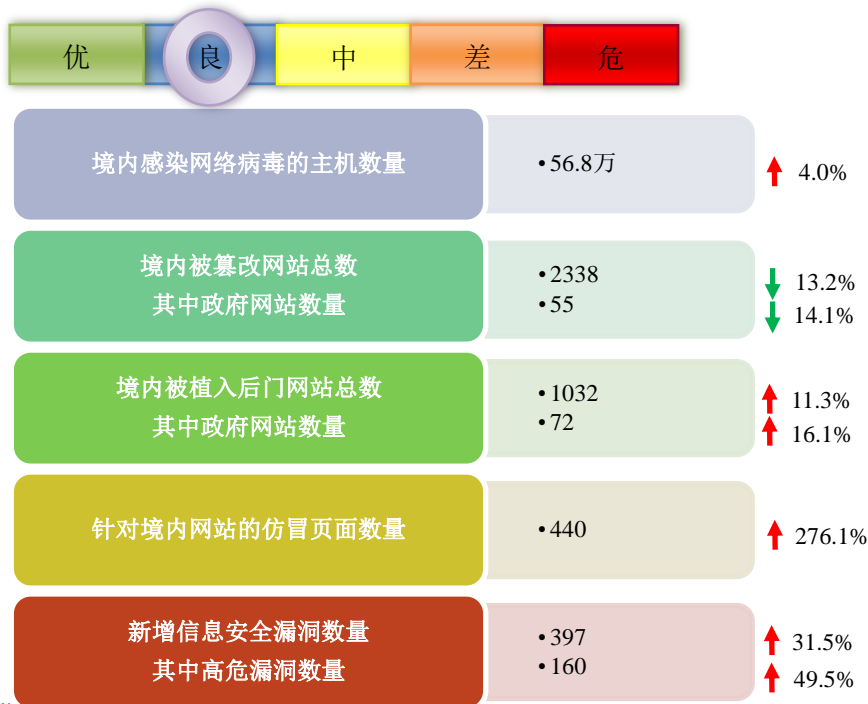 优 良 中 差 危
境内感染网络病毒的主机数量 •56.8万 4.0%
境内被篡改网站总数 •2338 13.2%
其中政府网站数量 •55 14.1%
境内被植入后门网站总数 •1032 11.3%
其中政府网站数量 •72 16.1%
针对境内网站的仿冒页面数量 •440 276.1%
新增信息安全漏洞数量 •397 31.5%
其中高危漏洞数量 •160 49.5%